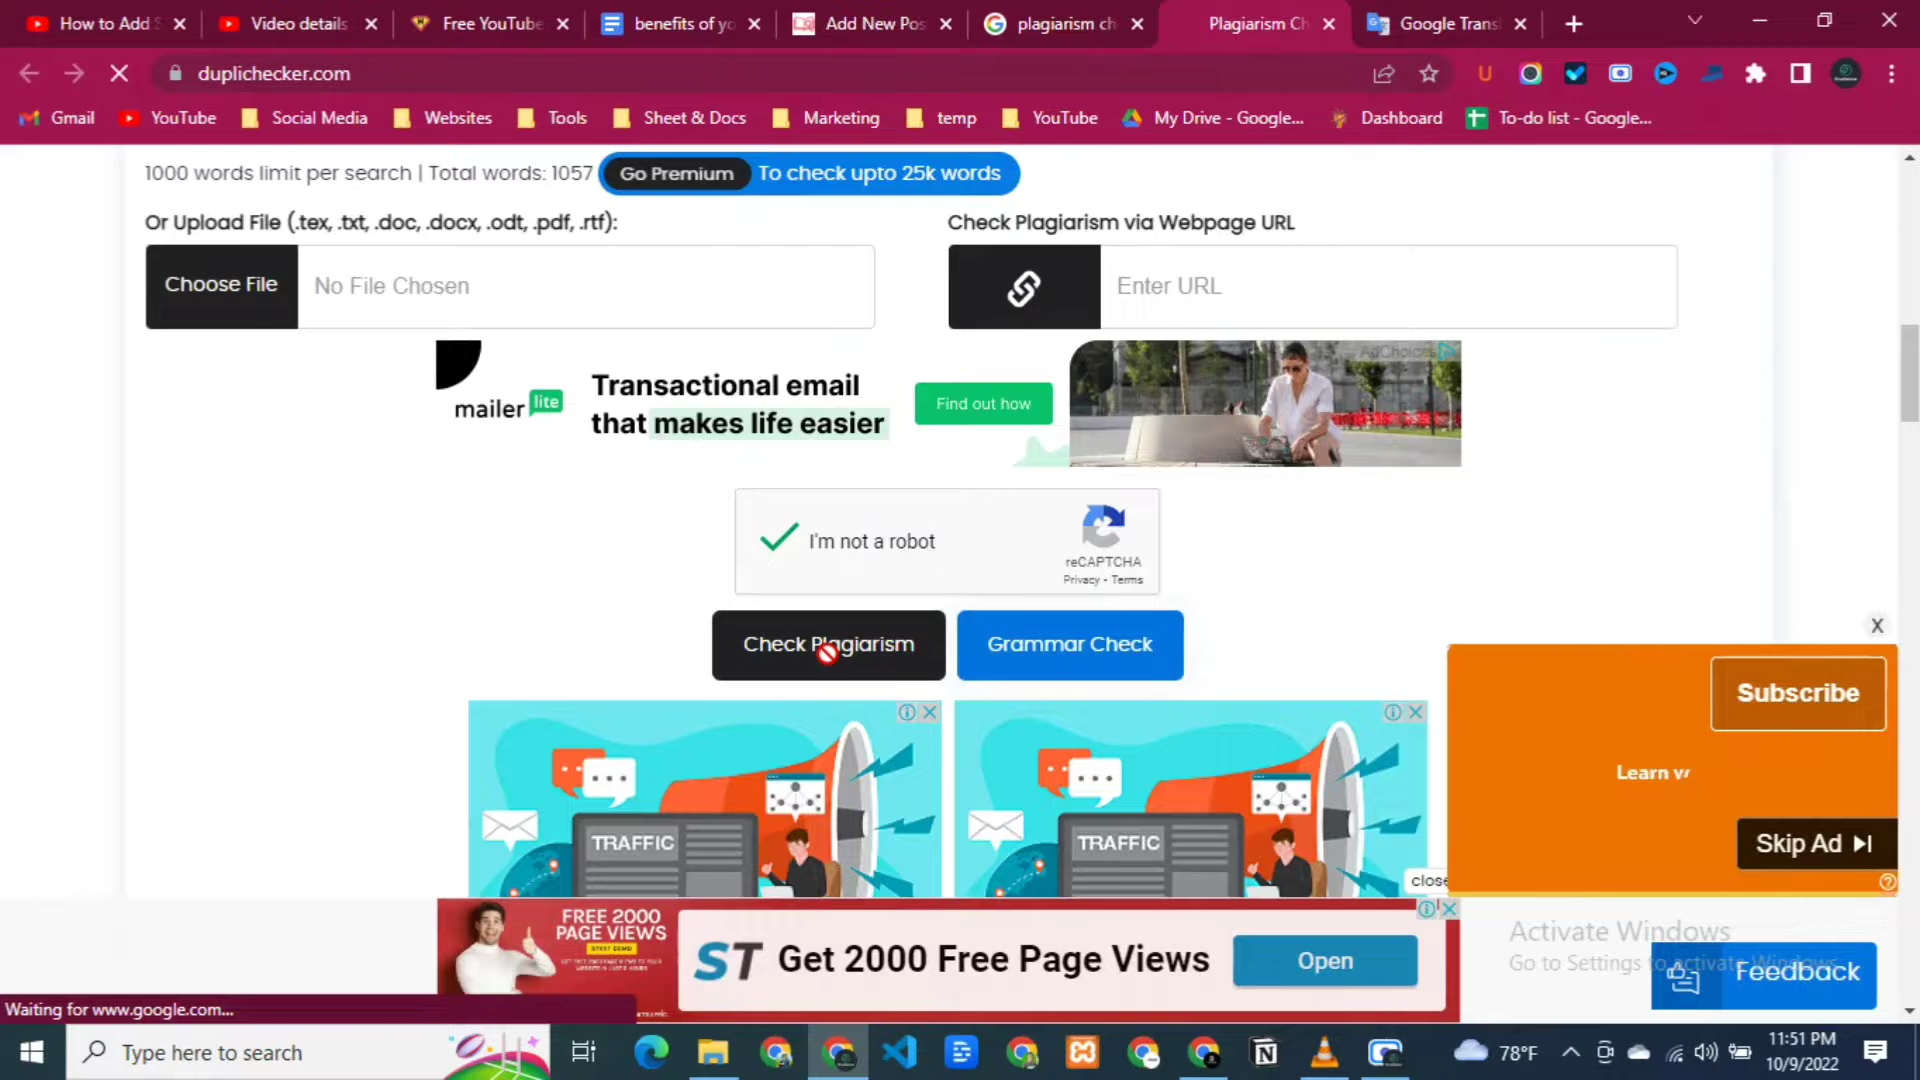 How to Add S
Video details
Free YouTube
benefits of yo
Add New Pos
plagiarism ch
Plagiarism Ch
Google Transl
duplichecker.com
Gmail
YouTube
Social Media
Websites
Tools
Sheet & Docs
Marketing
temp
YouTube
My Drive - Google...
Dashboard
To-do list - Google...
1000 words limit per search | Total words: 1057
Go Premium To check upto 25k words
Or Upload File (.tex, .txt, .doc, .docx, .odt, .pdf, .rtf):
Check Plagiarism via Webpage URL
Choose File
No File Chosen
Enter URL
mailer lite
Transactional email
that makes life easier
Find out how
AdChoices
I'm not a robot
reCAPTCHA
Privacy - Terms
Check Plagiarism
Grammar Check
X
Subscribe
Learn
Skip Ad
TRAFFIC
TRAFFIC
close
FREE 2000
PAGE VIEWS
START DEMO
ST Get 2000 Free Page Views
Open
Activate Windows
Go to Settings to activate Windows.
Feedback
Waiting for www.google.com...
Type here to search
78°F
11:51 PM
10/9/2022